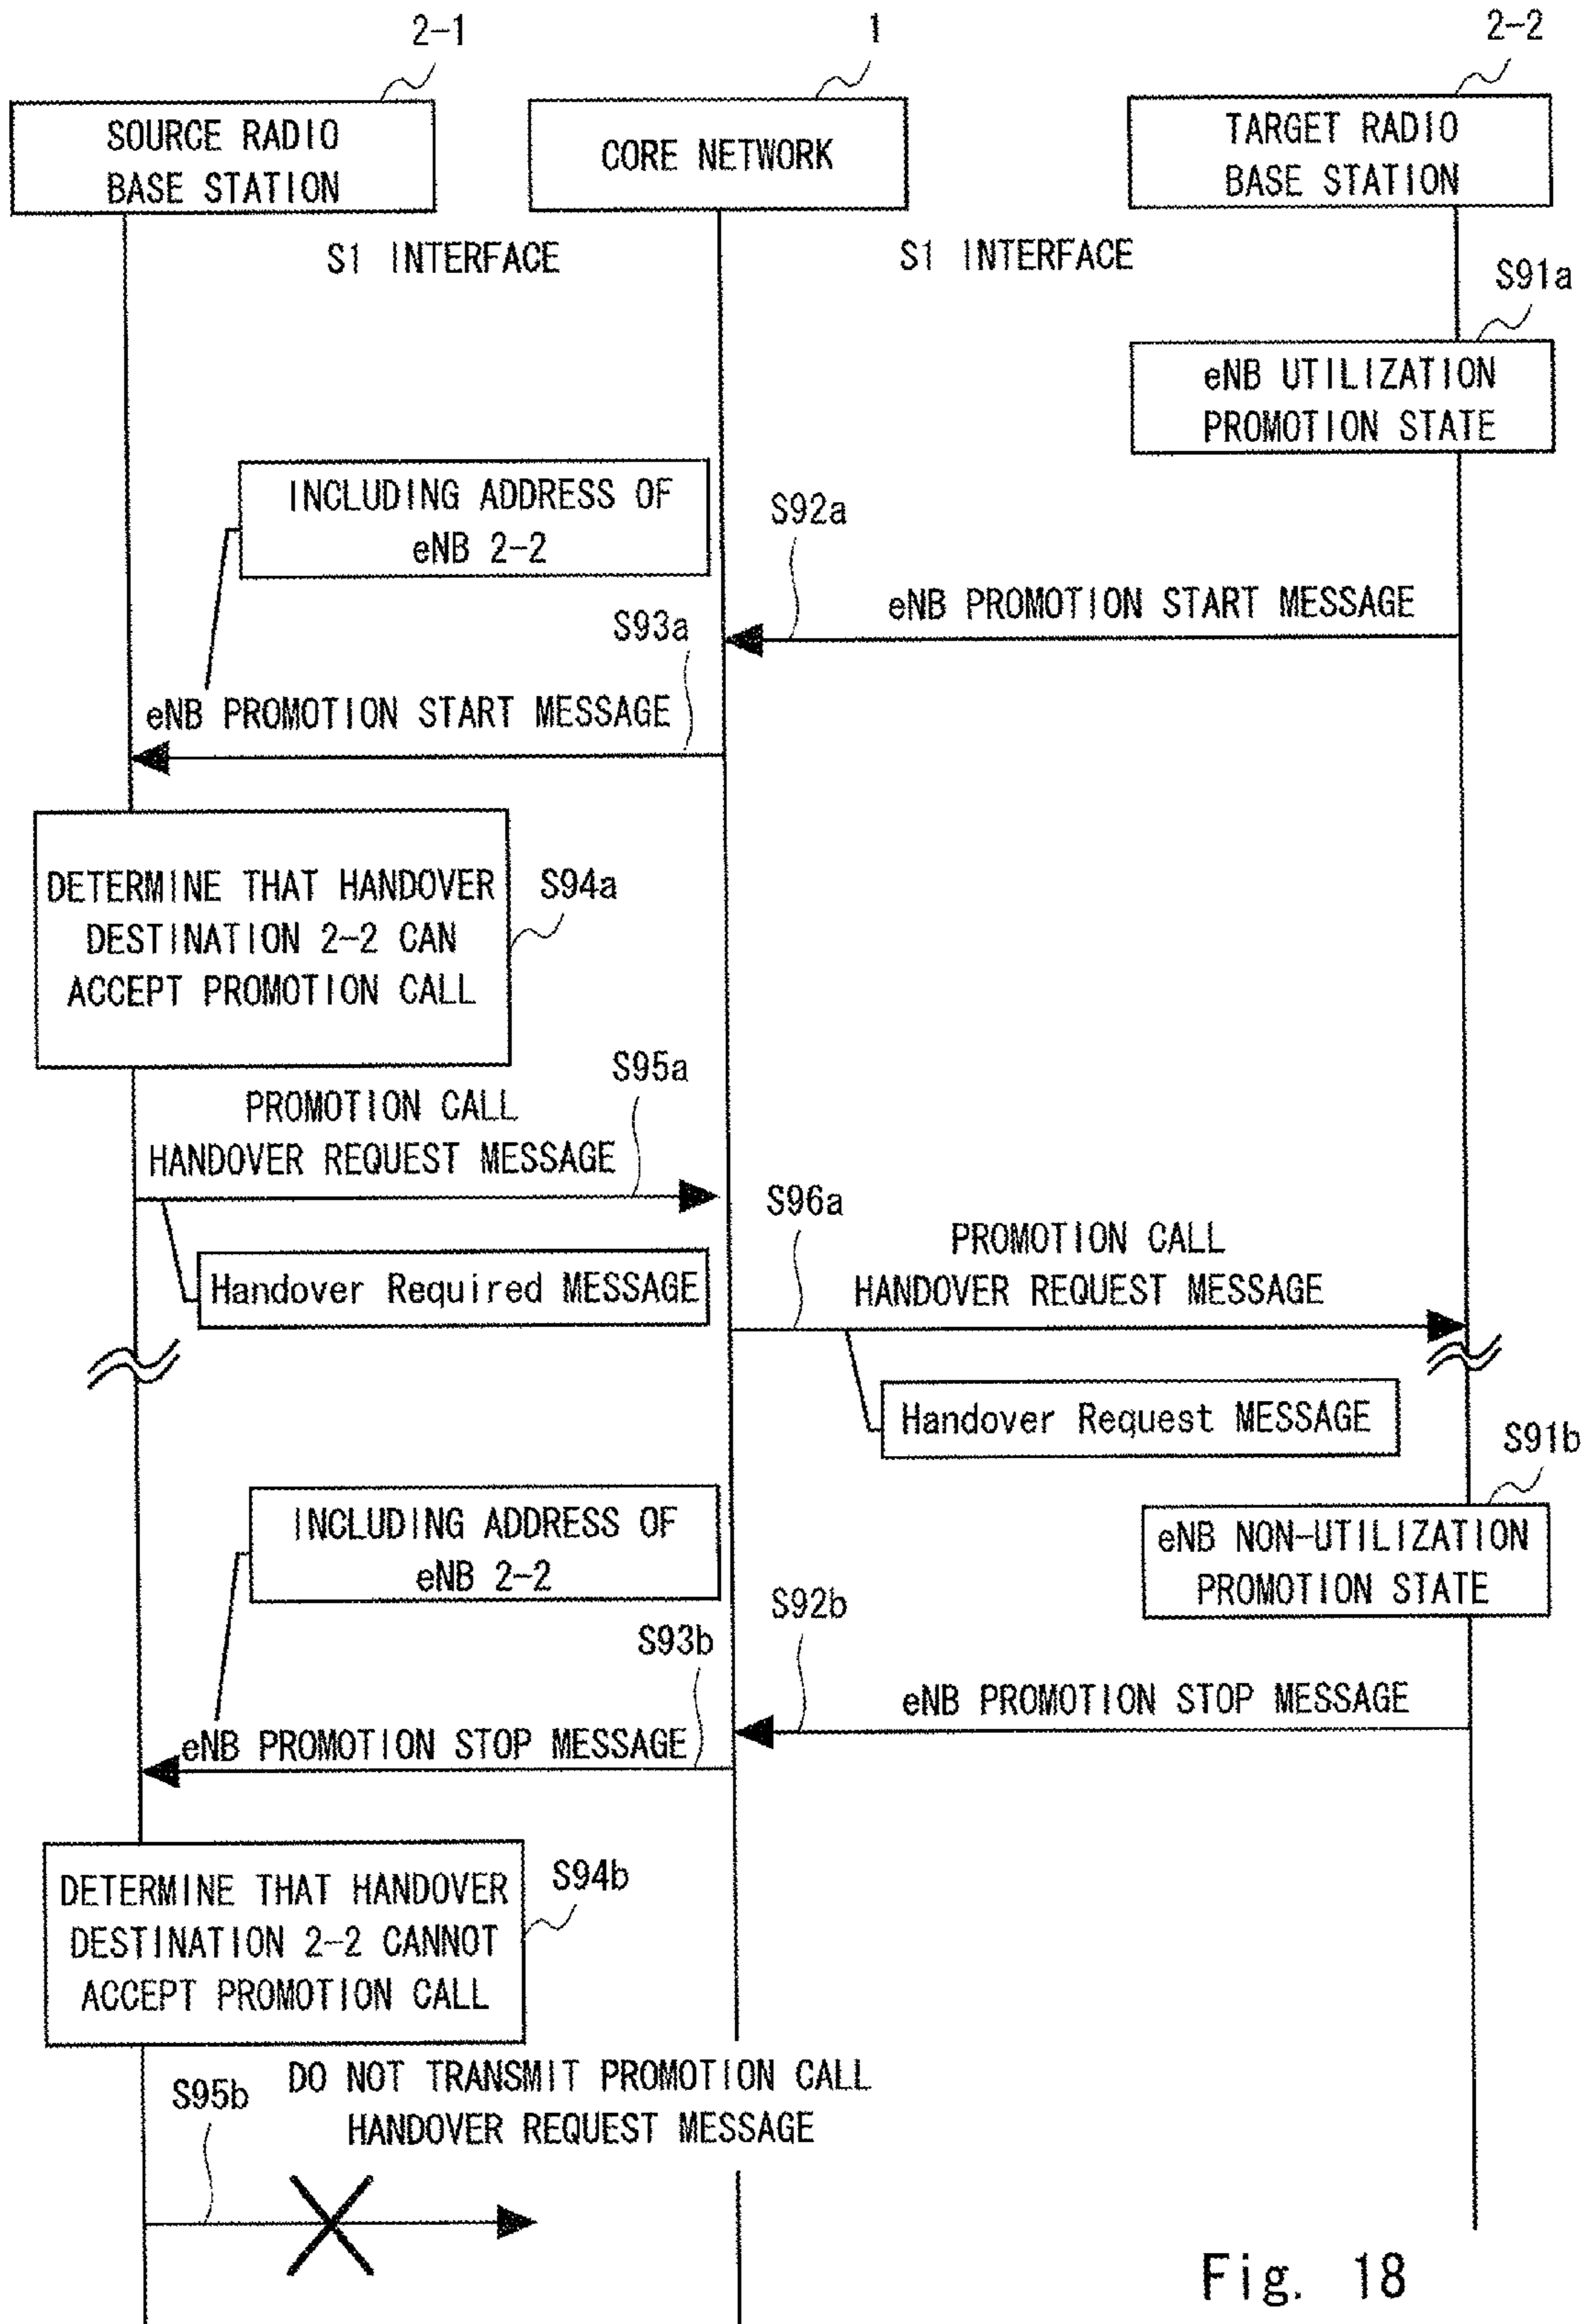 2-1
1
2-2
SOURCE RADIO
BASE STATION
CORE NETWORK
TARGET RADIO
BASE STATION
S1 INTERFACE
S1 INTERFACE
S91a
eNB UTILIZATION
PROMOTION STATE
INCLUDING ADDRESS OF
eNB 2-2
S92a
eNB PROMOTION START MESSAGE
S93a
eNB PROMOTION START MESSAGE
DETERMINE THAT HANDOVER
DESTINATION 2-2 CAN
ACCEPT PROMOTION CALL
S94a
S95a
PROMOTION CALL
HANDOVER REQUEST MESSAGE
S96a
PROMOTION CALL
HANDOVER REQUEST MESSAGE
Handover Required MESSAGE
Handover Request MESSAGE
S91b
eNB NON-UTILIZATION
PROMOTION STATE
INCLUDING ADDRESS OF
eNB 2-2
S92b
S93b
eNB PROMOTION STOP MESSAGE
eNB PROMOTION STOP MESSAGE
DETERMINE THAT HANDOVER
DESTINATION 2-2 CANNOT
ACCEPT PROMOTION CALL
S94b
DO NOT TRANSMIT PROMOTION CALL
HANDOVER REQUEST MESSAGE
S95b
Fig. 18